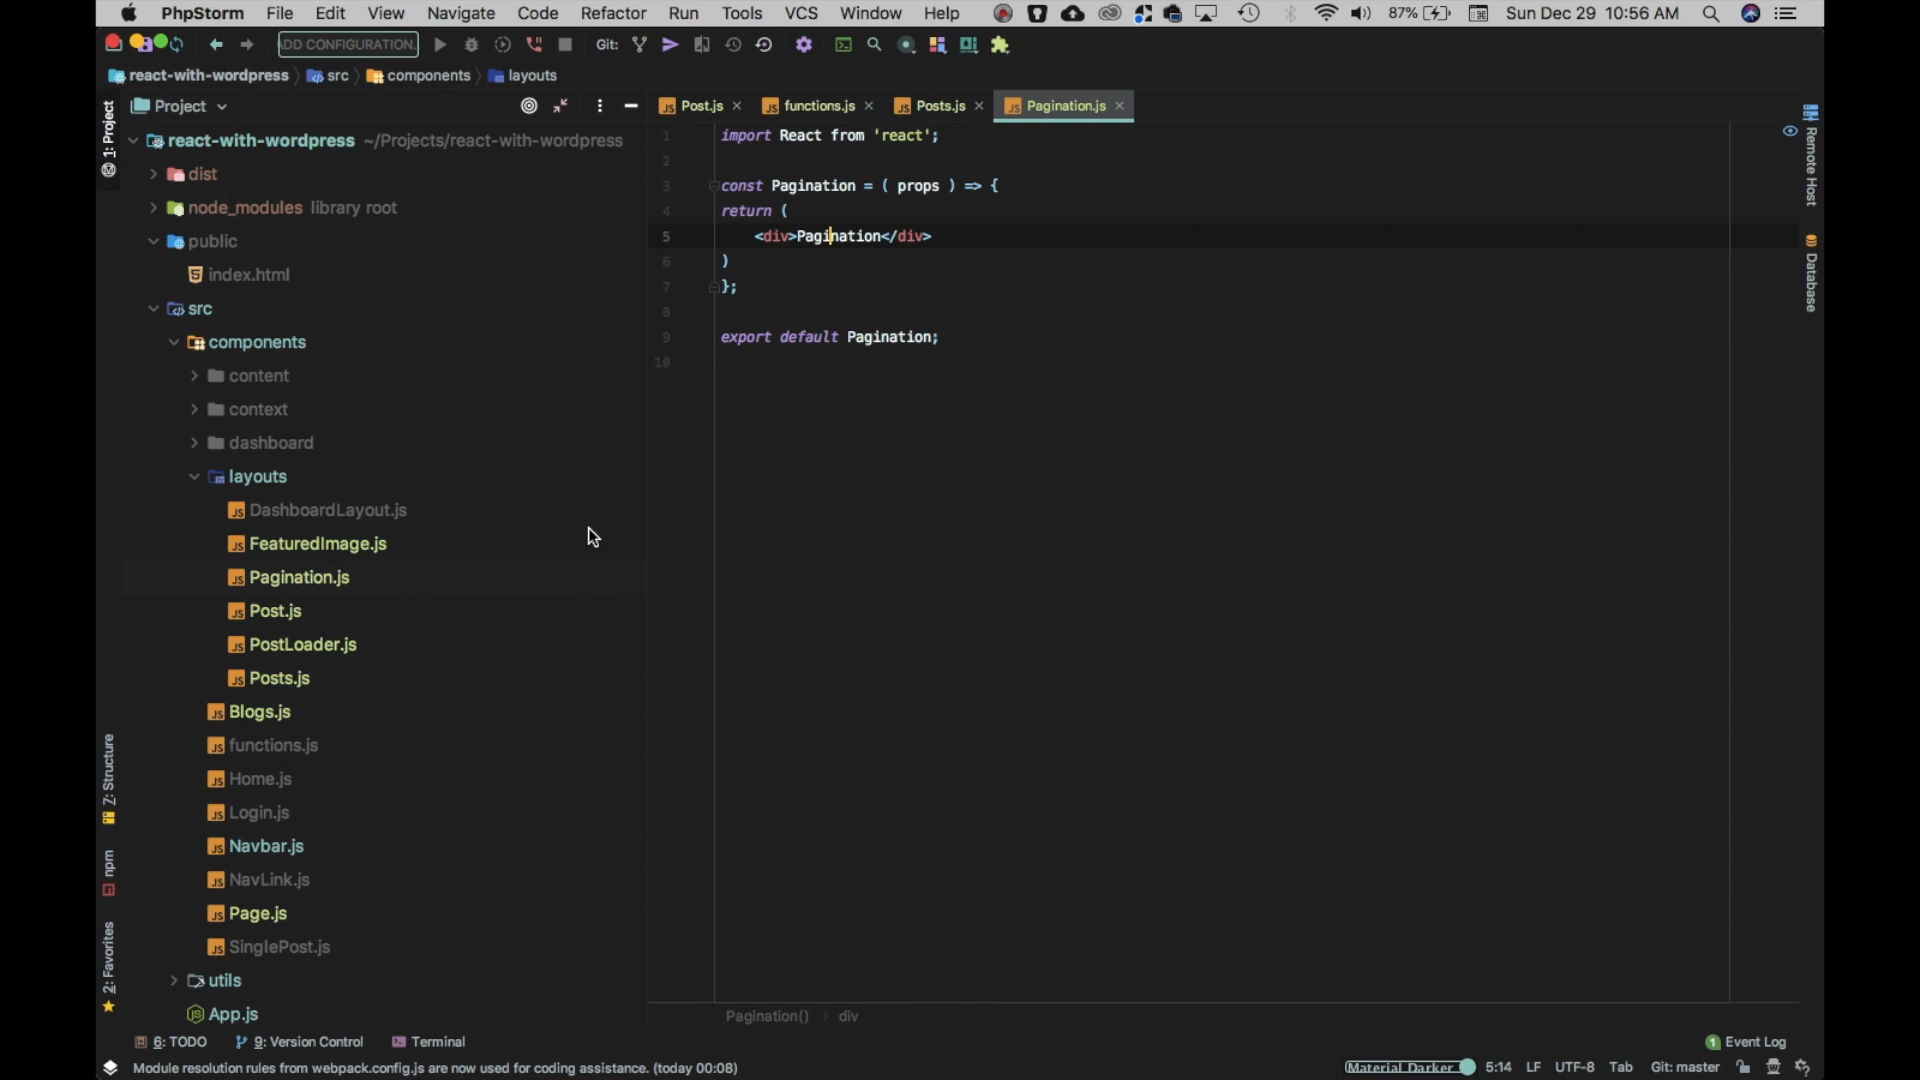 PhpStorm File Edit View Navigate Code Refactor Run Tools VCS Window Help 87% Sun Dec 29 10:56 AM
ADD CONFIGURATION. Git:
react-with-wordpress src components layouts
1: Project
Project
Post.js functions.js Posts.js Pagination.js
react-with-wordpress ~/Projects/react-with-wordpress
dist
node_modules library root
public
index.html
src
components
content
context
dashboard
layouts
DashboardLayout.js
FeaturedImage.js
Pagination.js
Post.js
PostLoader.js
Posts.js
Blogs.js
functions.js
Home.js
Login.js
Navbar.js
NavLink.js
Page.js
SinglePost.js
utils
App.js
Z: Structure
npm
2: Favorites
1 import React from 'react';
2
3 const Pagination = ( props ) => {
4 return (
5 <div>Pagination</div>
6 )
7 };
8
9 export default Pagination;
10
Remote Host
Database
Pagination() div
6: TODO 9: Version Control Terminal 1 Event Log
Module resolution rules from webpack.config.js are now used for coding assistance. (today 00:08) Material Darker 5:14 LF UTF-8 Tab Git: master